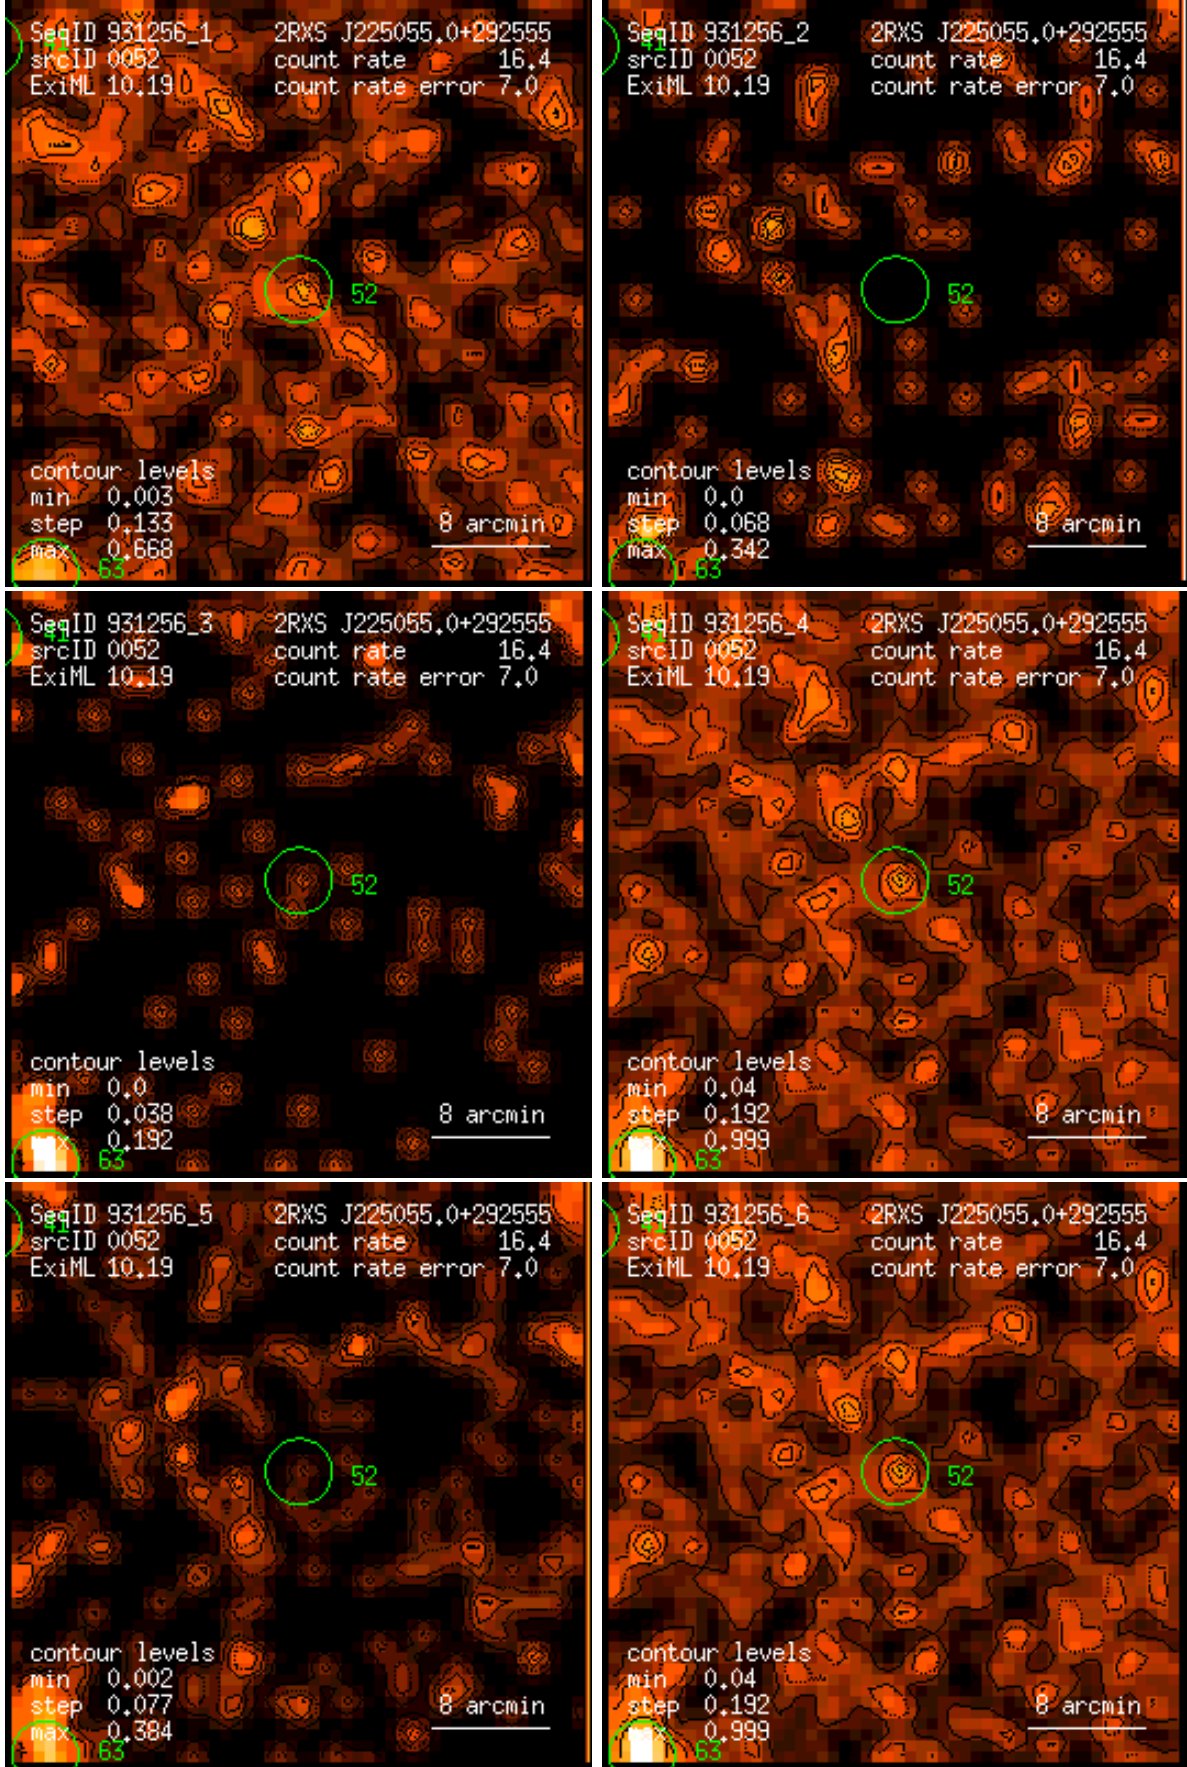 SeqID 931256_1 2RXS J225055.0+292555
41
srcID 0052 count rate 16.4
ExiML 10.19 count rate error 7.0
52
contour levels
min 0.003
step 0.133 8 arcmin
max 0.668
63
SeqID 931256_2 2RXS J225055.0+292555
41
srcID 0052 count rate 16.4
ExiML 10.19 count rate error 7.0
52
contour levels
min 0.0
step 0.068 8 arcmin
max 0.342
63
SeqID 931256_3 2RXS J225055.0+292555
41
srcID 0052 count rate 16.4
ExiML 10.19 count rate error 7.0
52
contour levels
min 0.0
step 0.038 8 arcmin
max 0.192
63
SeqID 931256_4 2RXS J225055.0+292555
41
srcID 0052 count rate 16.4
ExiML 10.19 count rate error 7.0
52
contour levels
min 0.04
step 0.192 8 arcmin
max 0.999
63
SeqID 931256_5 2RXS J225055.0+292555
41
srcID 0052 count rate 16.4
ExiML 10.19 count rate error 7.0
52
contour levels
min 0.002
step 0.077 8 arcmin
max 0.384
63
SeqID 931256_6 2RXS J225055.0+292555
41
srcID 0052 count rate 16.4
ExiML 10.19 count rate error 7.0
52
contour levels
min 0.04
step 0.192 8 arcmin
max 0.999
63